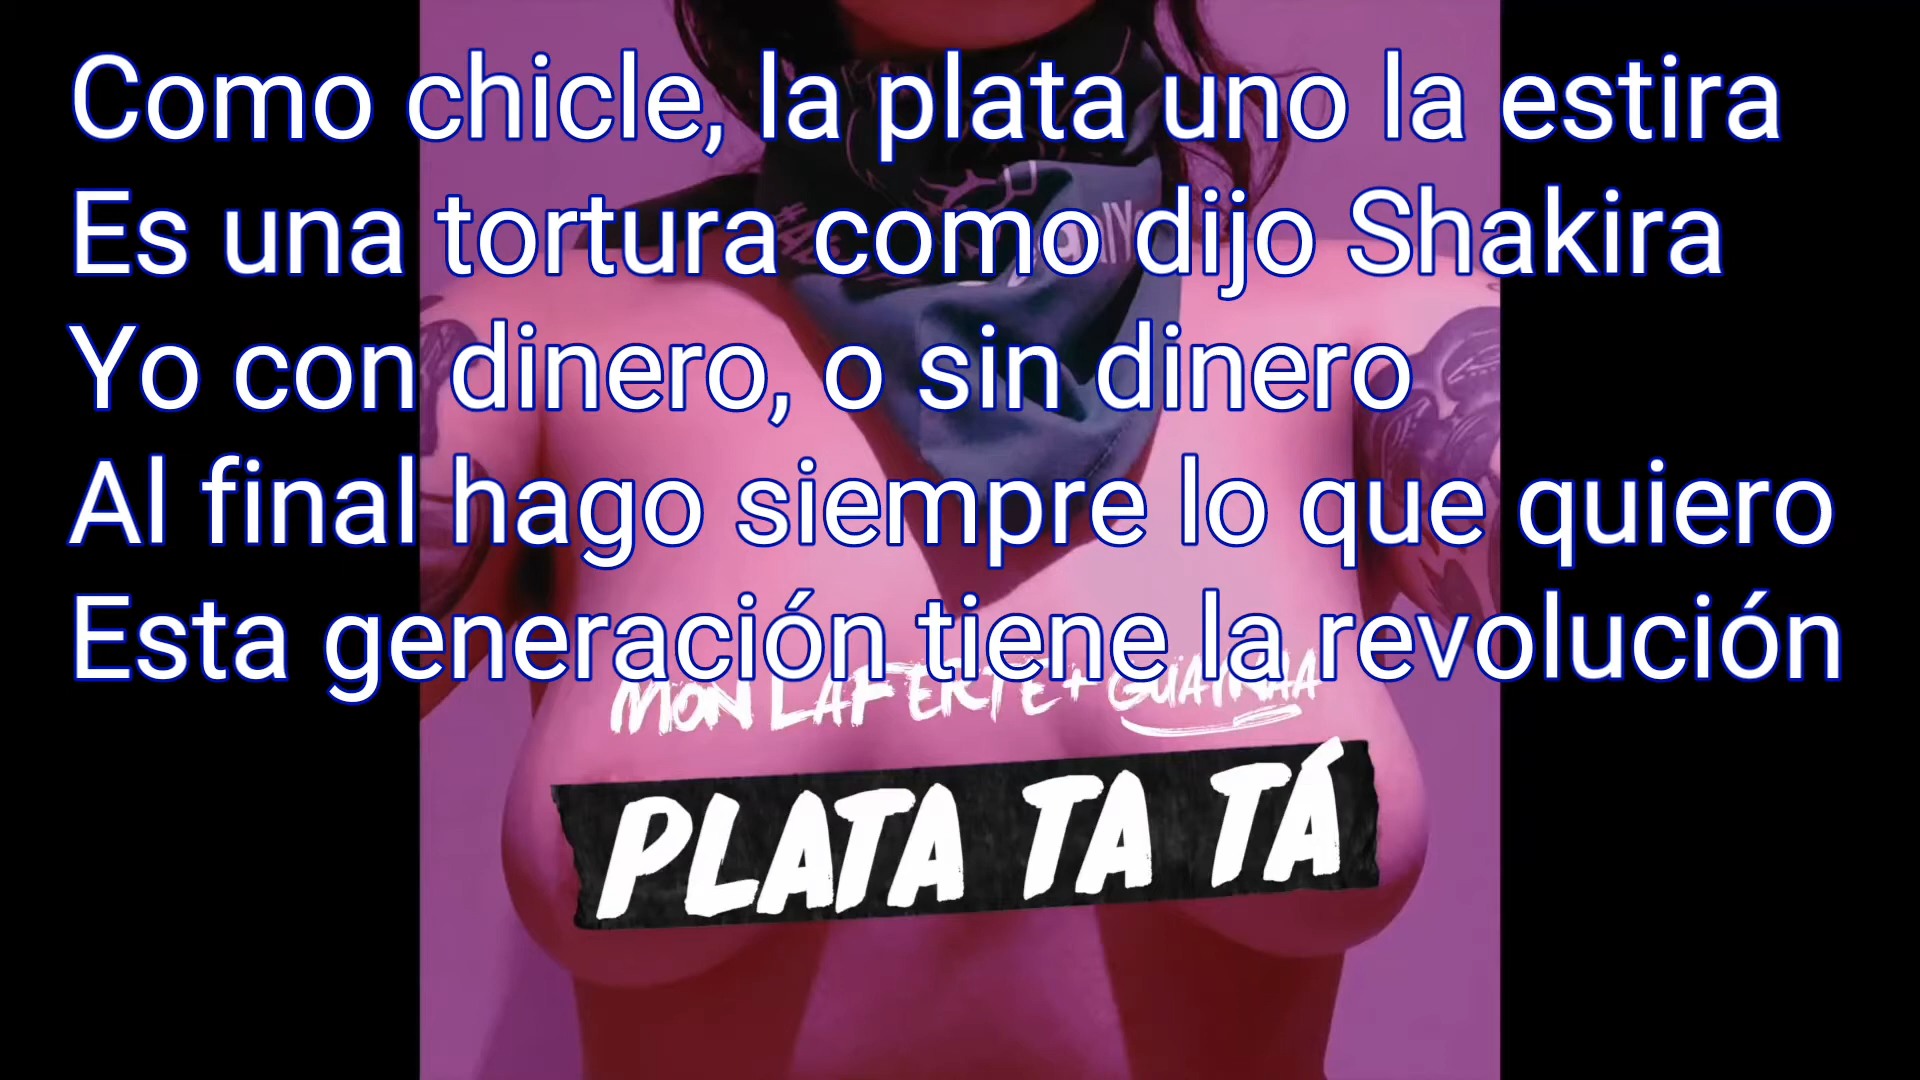 Como chicle, la plata uno la estira
Es una tortura como dijo Shakira
Yo con dinero, o sin dinero
Al final hago siempre lo que quiero
Esta generación tiene la revolución
MON LAFERTE + GUAYNAA
PLATA TA TÁ